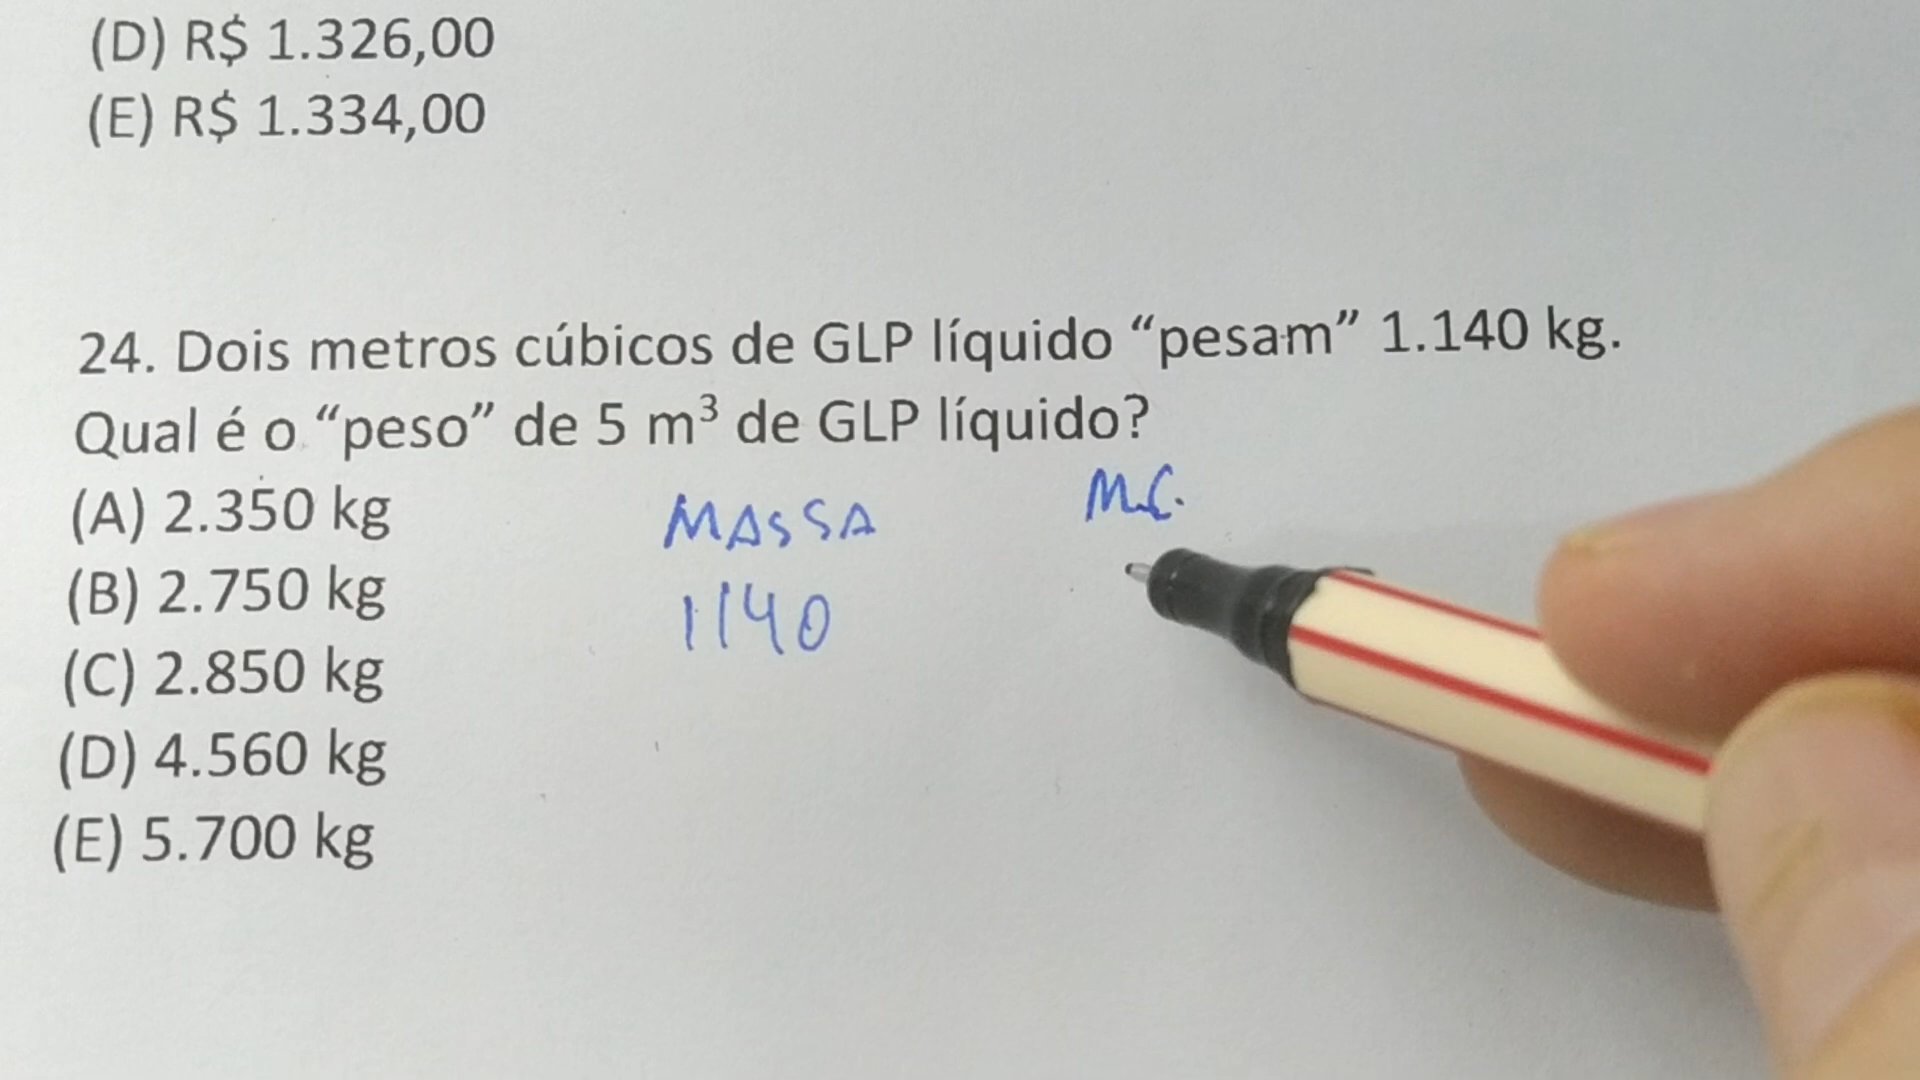 (D) R$ 1.326,00
(E) R$ 1.334,00
24. Dois metros cúbicos de GLP líquido “pesam” 1.140 kg.
Qual é o “peso” de 5 m³ de GLP líquido?
(A) 2.350 kg
(B) 2.750 kg
(C) 2.850 kg
(D) 4.560 kg
(E) 5.700 kg
MASSA M.C.
1140